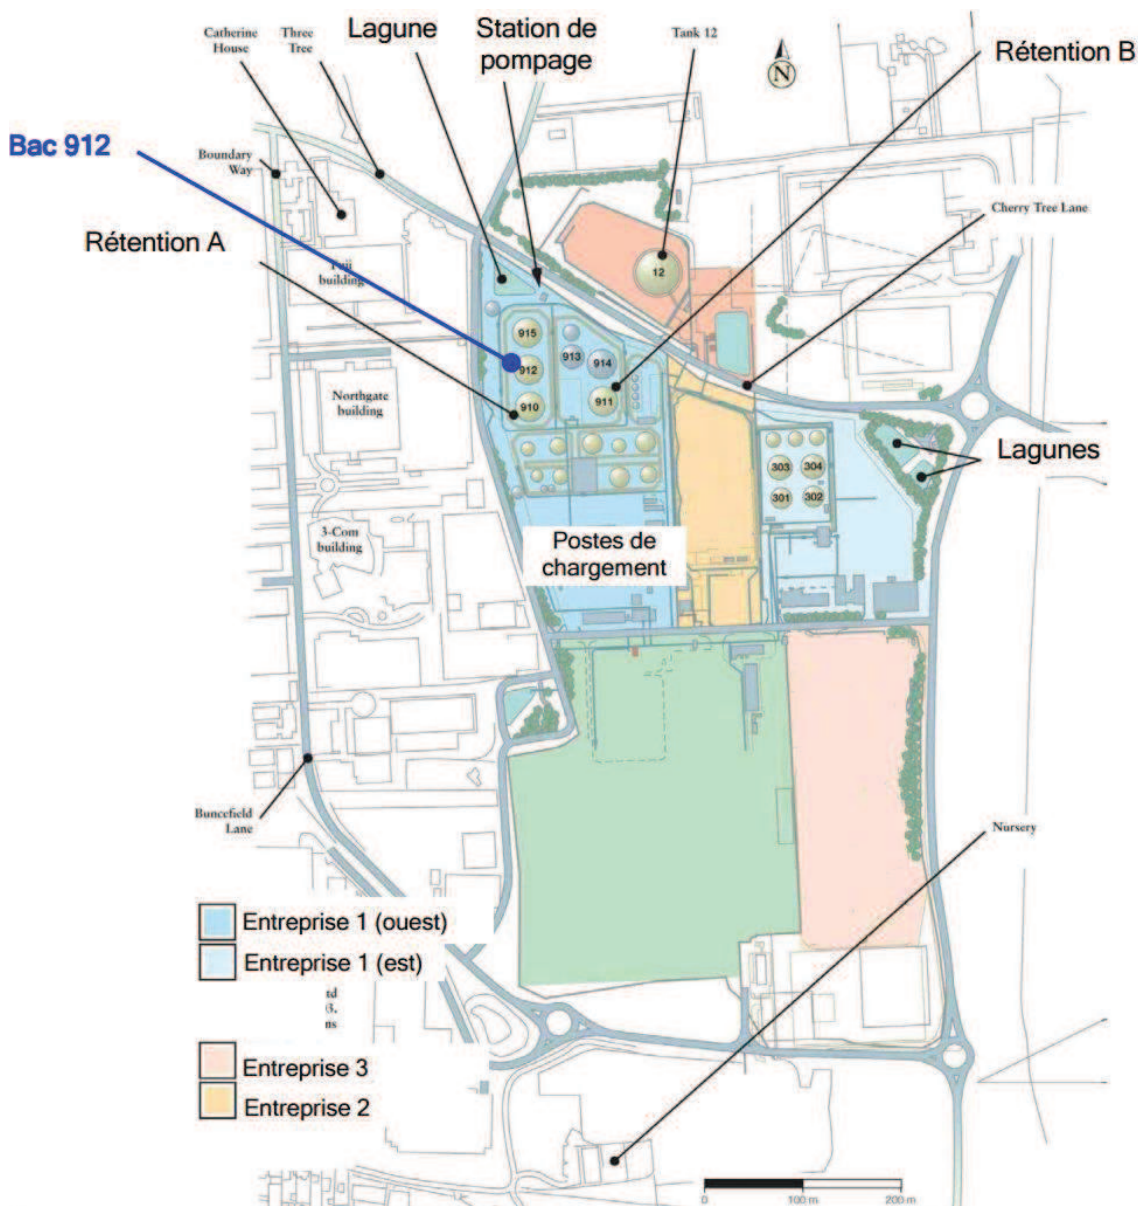 Catherine
House
Three
Tree
Lagune
Station de
pompage
Tank 12
Rétention B
N
Bac 912
Boundary
Way
Cherry Tree Lane
Rétention A
Fuji
building
12
915
913
914
912
911
910
Northgate
building
Lagunes
303
304
301
302
3-Com
building
Postes de
chargement
Buncefield
Lane
Nursery
Entreprise 1 (ouest)
Entreprise 1 (est)
ns
Entreprise 3
Entreprise 2
0
100 m
200 m